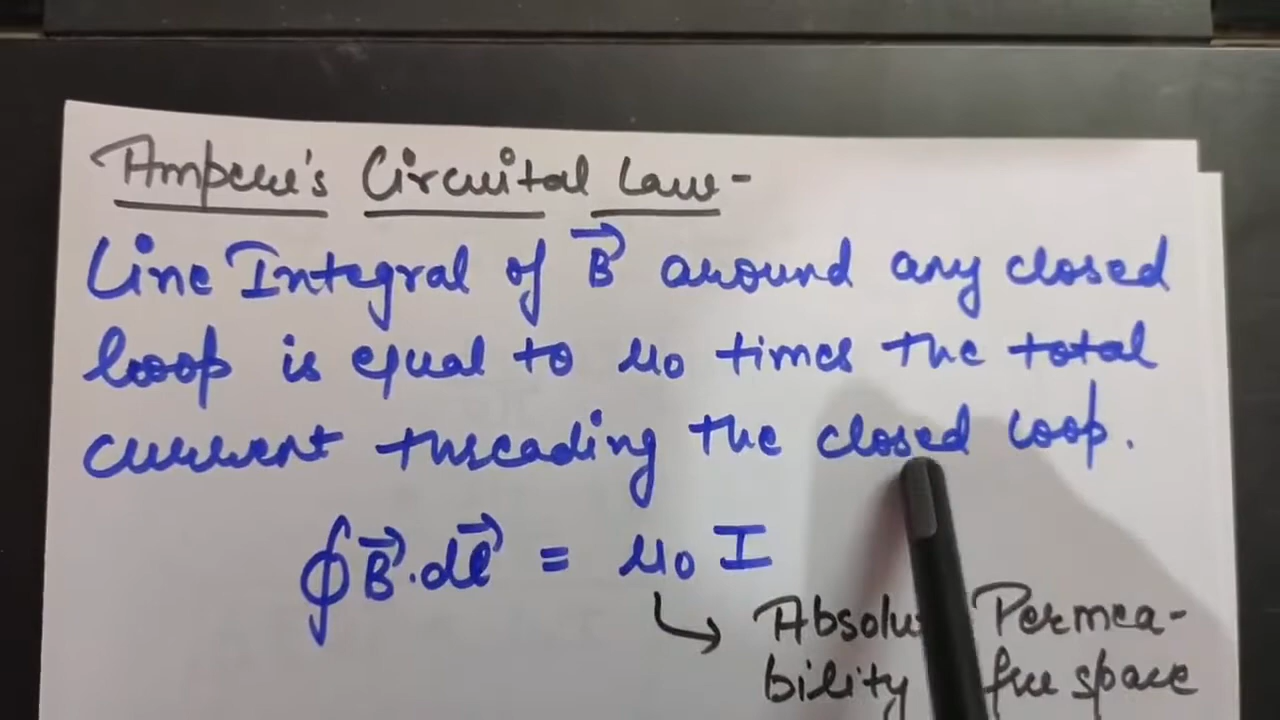 Ampere's Circuital Law-
Line Integral of B⃗ around any closed
loop is equal to μ₀ times the total
current threading the closed loop.
∮B⃗.dl⃗ = μ₀ I
Absolu Permea-
bility free space